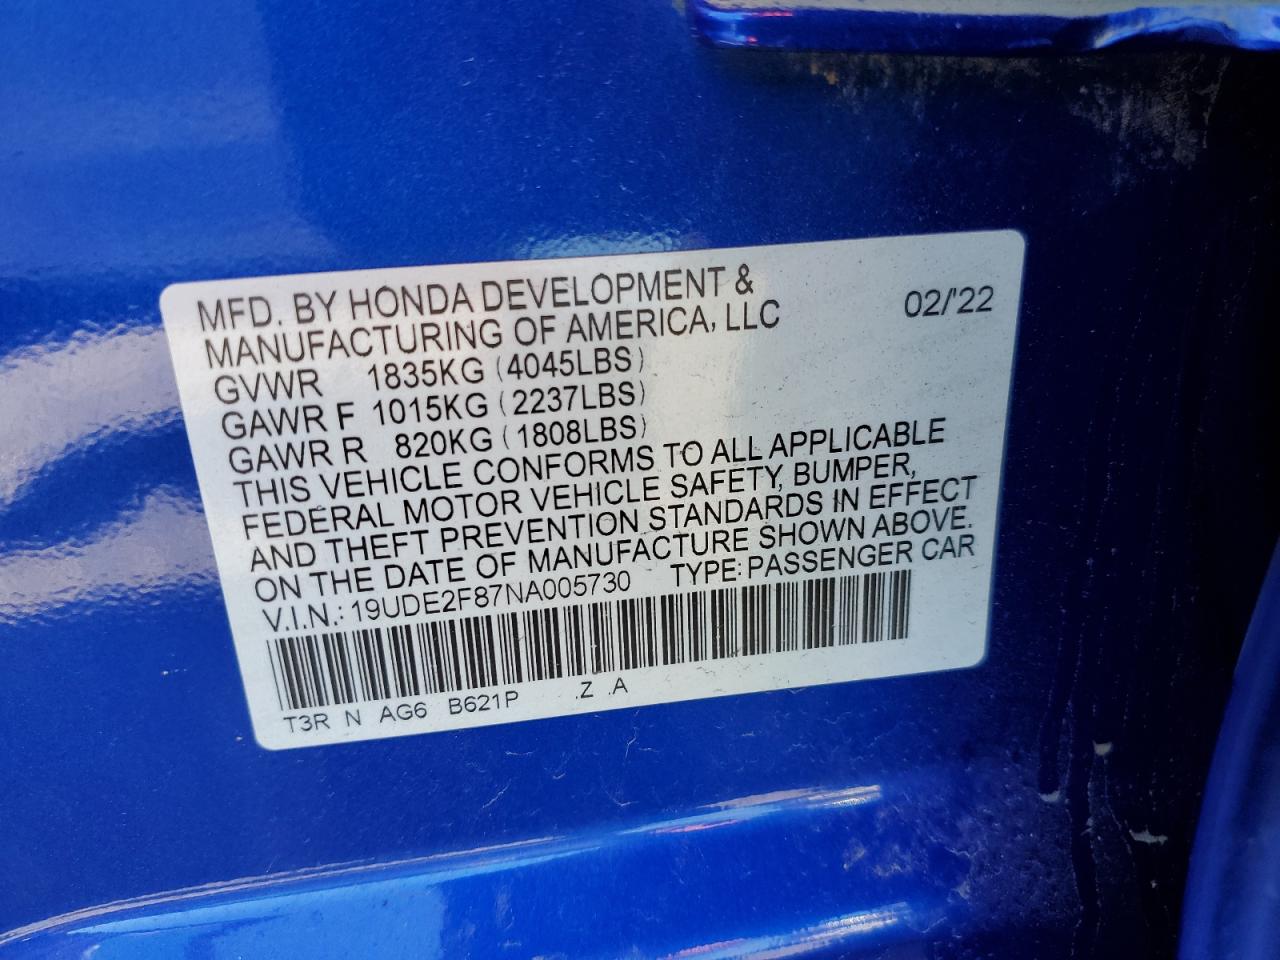 MFD. BY HONDA DEVELOPMENT &
MANUFACTURING OF AMERICA, LLC 02/'22
GVWR 1835KG (4045LBS)
GAWR F 1015KG (2237LBS)
GAWR R 820KG (1808LBS)
THIS VEHICLE CONFORMS TO ALL APPLICABLE
FEDERAL MOTOR VEHICLE SAFETY, BUMPER,
AND THEFT PREVENTION STANDARDS IN EFFECT
ON THE DATE OF MANUFACTURE SHOWN ABOVE.
V.I.N.: 19UDE2F87NA005730 TYPE: PASSENGER CAR
T3R N AG6 B621P .Z .A